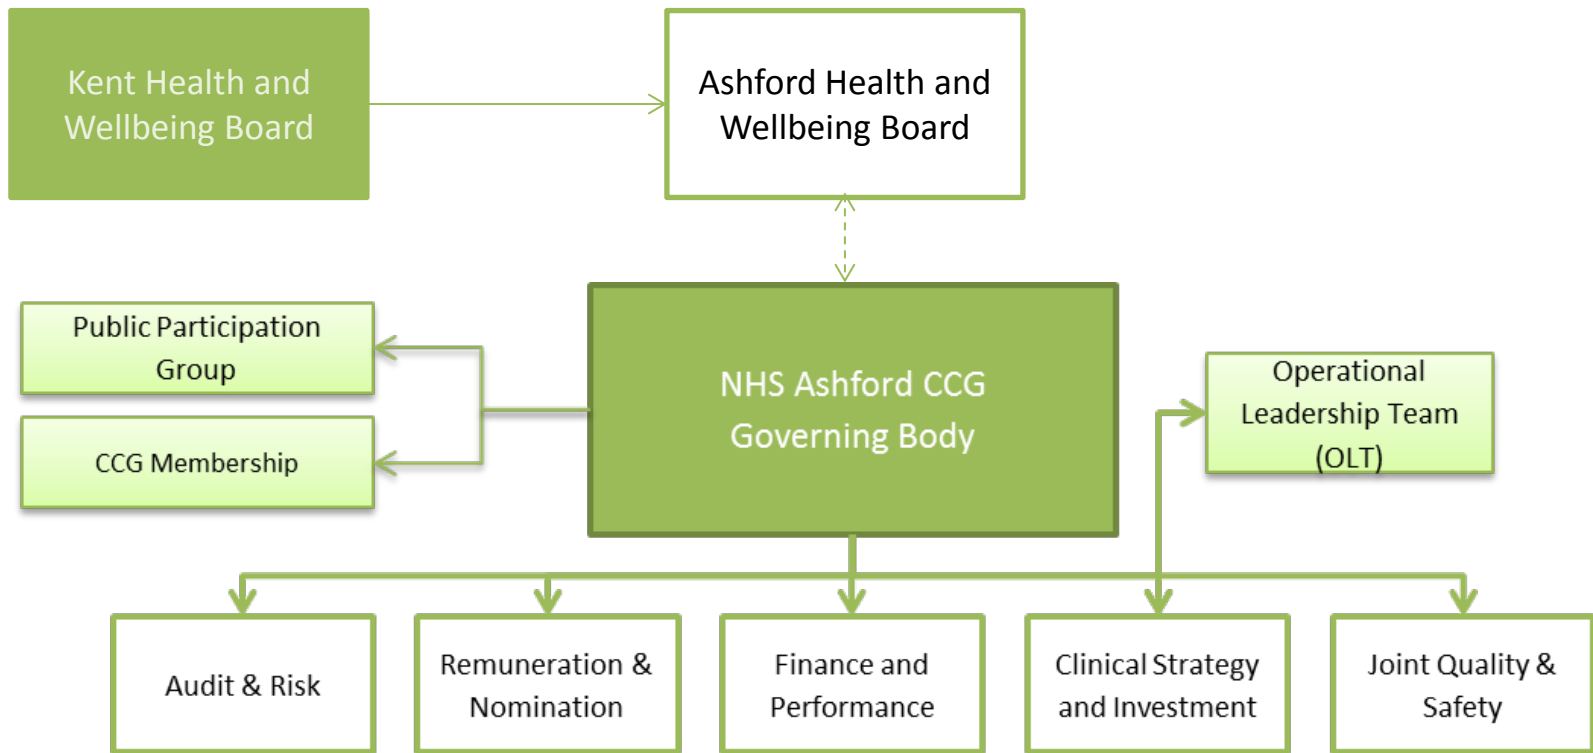 Kent Health and
Wellbeing Board
Ashford Health and
Wellbeing Board
Public Participation
Group
CCG Membership
NHS Ashford CCG
Governing Body
Operational
Leadership Team
(OLT)
Audit & Risk
Remuneration &
Nomination
Finance and
Performance
Clinical Strategy
and Investment
Joint Quality &
Safety